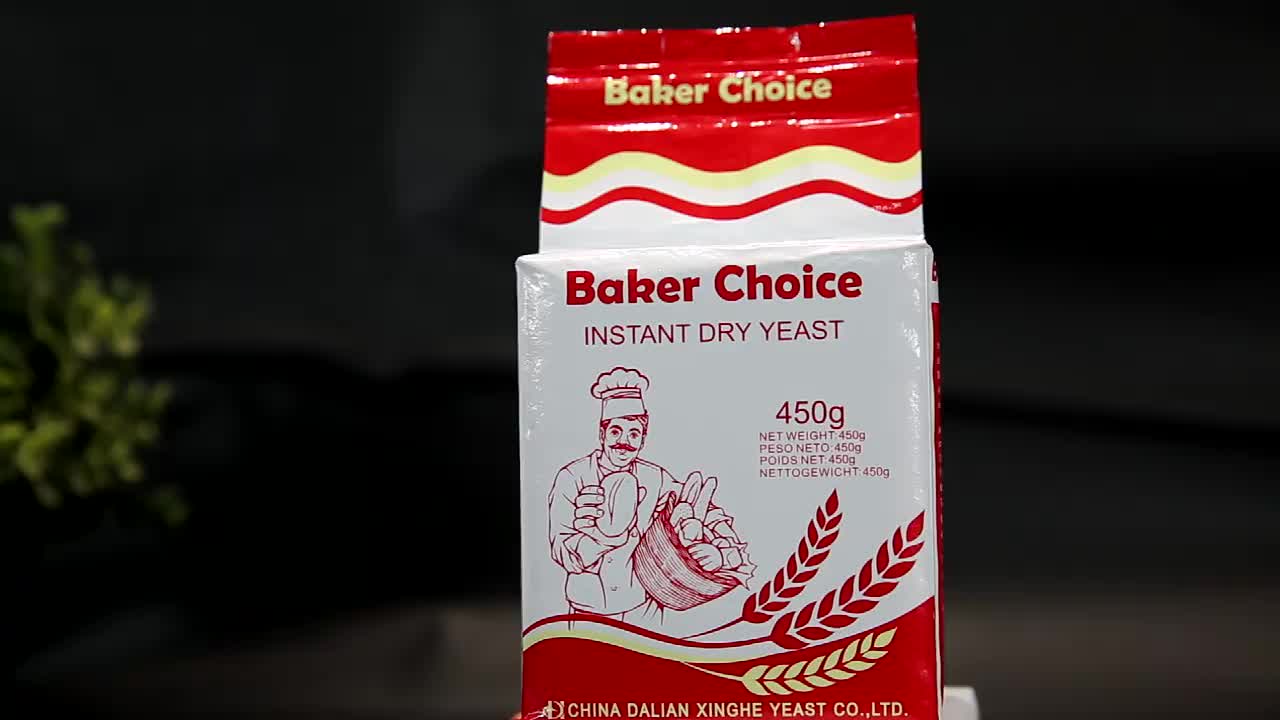 Baker Choice
Baker Choice
INSTANT DRY YEAST
450g
NET WEIGHT:450g
PESO NETO:450g
POIDS NET:450g
NETTOGEWICHT:450g
CHINA DALIAN XINGHE YEAST CO.,LTD.